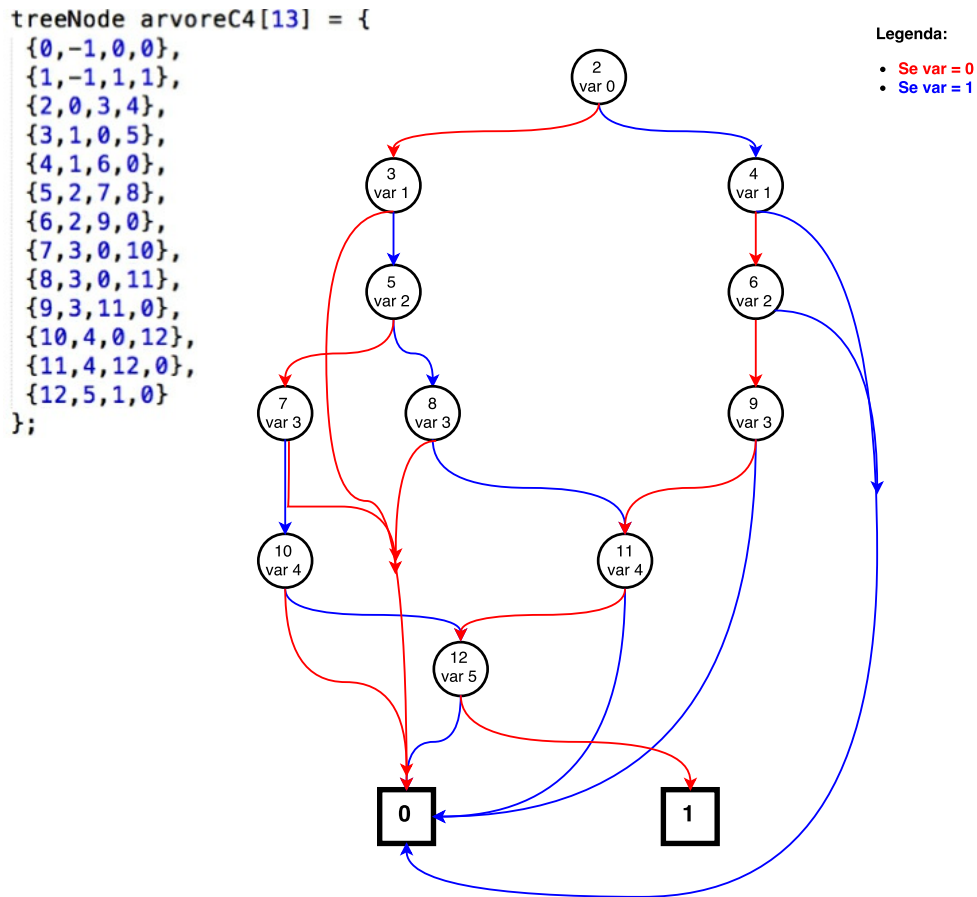 treeNode arvoreC4[13] = {
{0,-1,0,0},
{1,-1,1,1},
{2,0,3,4},
{3,1,0,5},
{4,1,6,0},
{5,2,7,8},
{6,2,9,0},
{7,3,0,10},
{8,3,0,11},
{9,3,11,0},
{10,4,0,12},
{11,4,12,0},
{12,5,1,0}
};
Legenda:
• Se var = 0
• Se var = 1
2
var 0
3
var 1
4
var 1
5
var 2
6
var 2
7
var 3
8
var 3
9
var 3
10
var 4
11
var 4
12
var 5
0
1